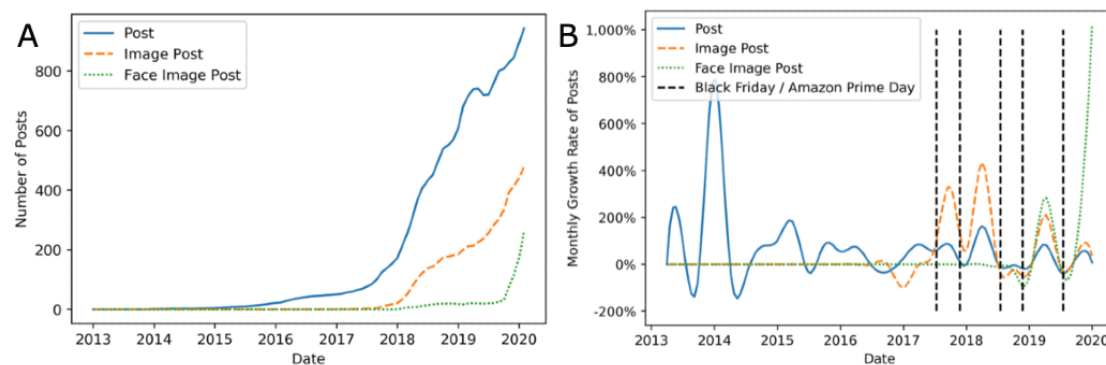 A
Post
Image Post
Face Image Post
Number of Posts
800
600
400
200
0
2013 2014 2015 2016 2017 2018 2019 2020
Date
B
Post
Image Post
Face Image Post
Black Friday / Amazon Prime Day
Monthly Growth Rate of Posts
1,000%
800%
600%
400%
200%
0%
-200%
2013 2014 2015 2016 2017 2018 2019 2020
Date